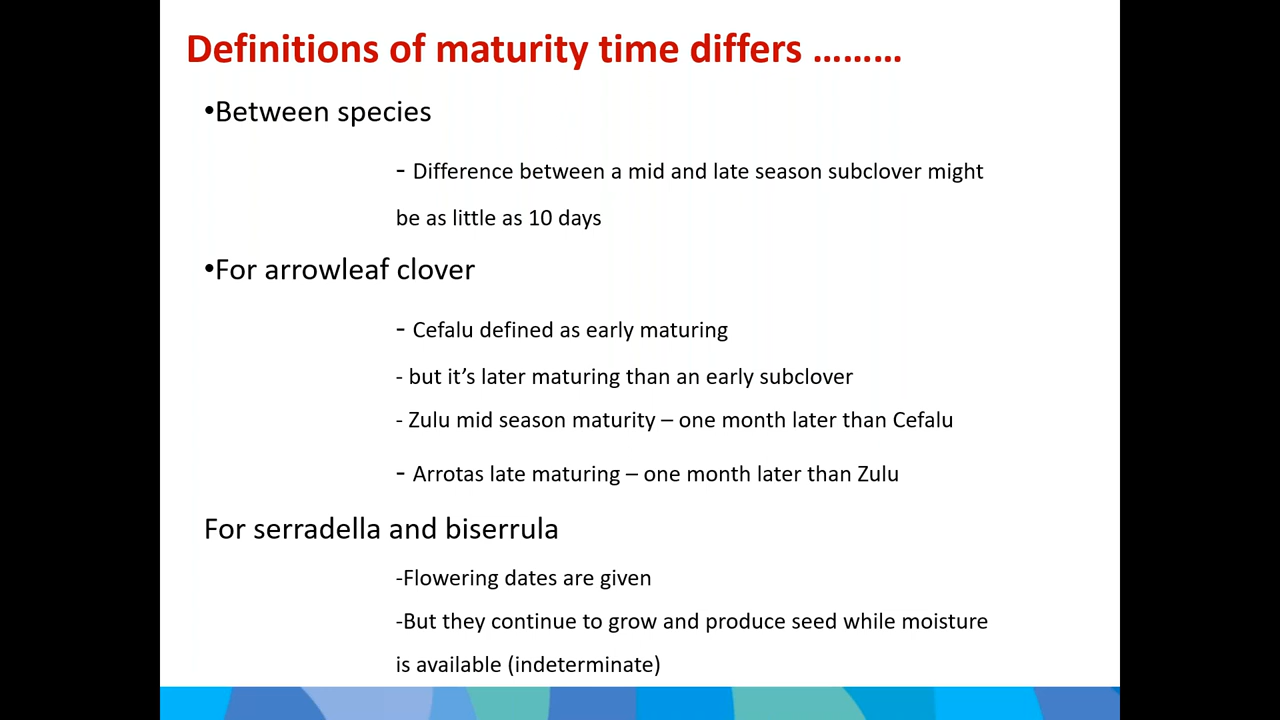 Definitions of maturity time differs .........
•Between species
- Difference between a mid and late season subclover might
be as little as 10 days
•For arrowleaf clover
- Cefalu defined as early maturing
- but it’s later maturing than an early subclover
- Zulu mid season maturity – one month later than Cefalu
- Arrotas late maturing – one month later than Zulu
For serradella and biserrula
-Flowering dates are given
-But they continue to grow and produce seed while moisture
is available (indeterminate)